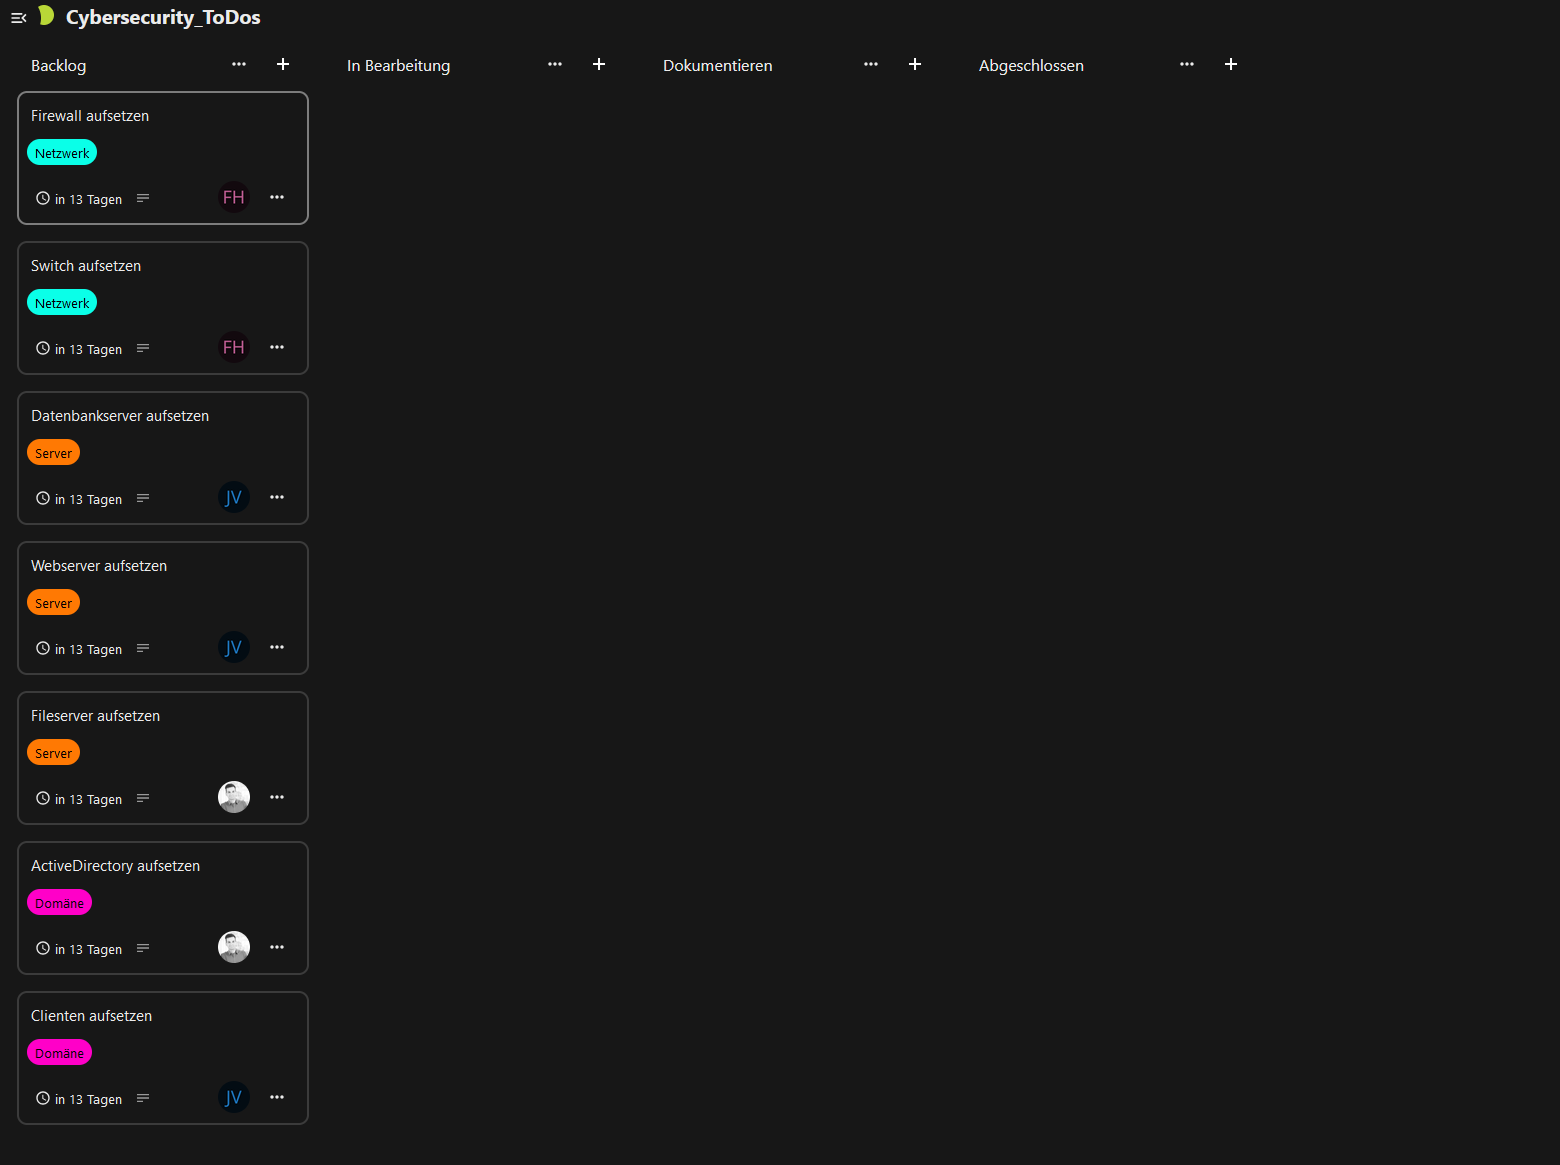 Cybersecurity_ToDos
Backlog
Firewall aufsetzen
Netzwerk
in 13 Tagen
FH
Switch aufsetzen
Netzwerk
in 13 Tagen
FH
Datenbankserver aufsetzen
Server
in 13 Tagen
JV
Webserver aufsetzen
Server
in 13 Tagen
JV
Fileserver aufsetzen
Server
in 13 Tagen
ActiveDirectory aufsetzen
Domäne
in 13 Tagen
Clienten aufsetzen
Domäne
in 13 Tagen
JV
In Bearbeitung
Dokumentieren
Abgeschlossen